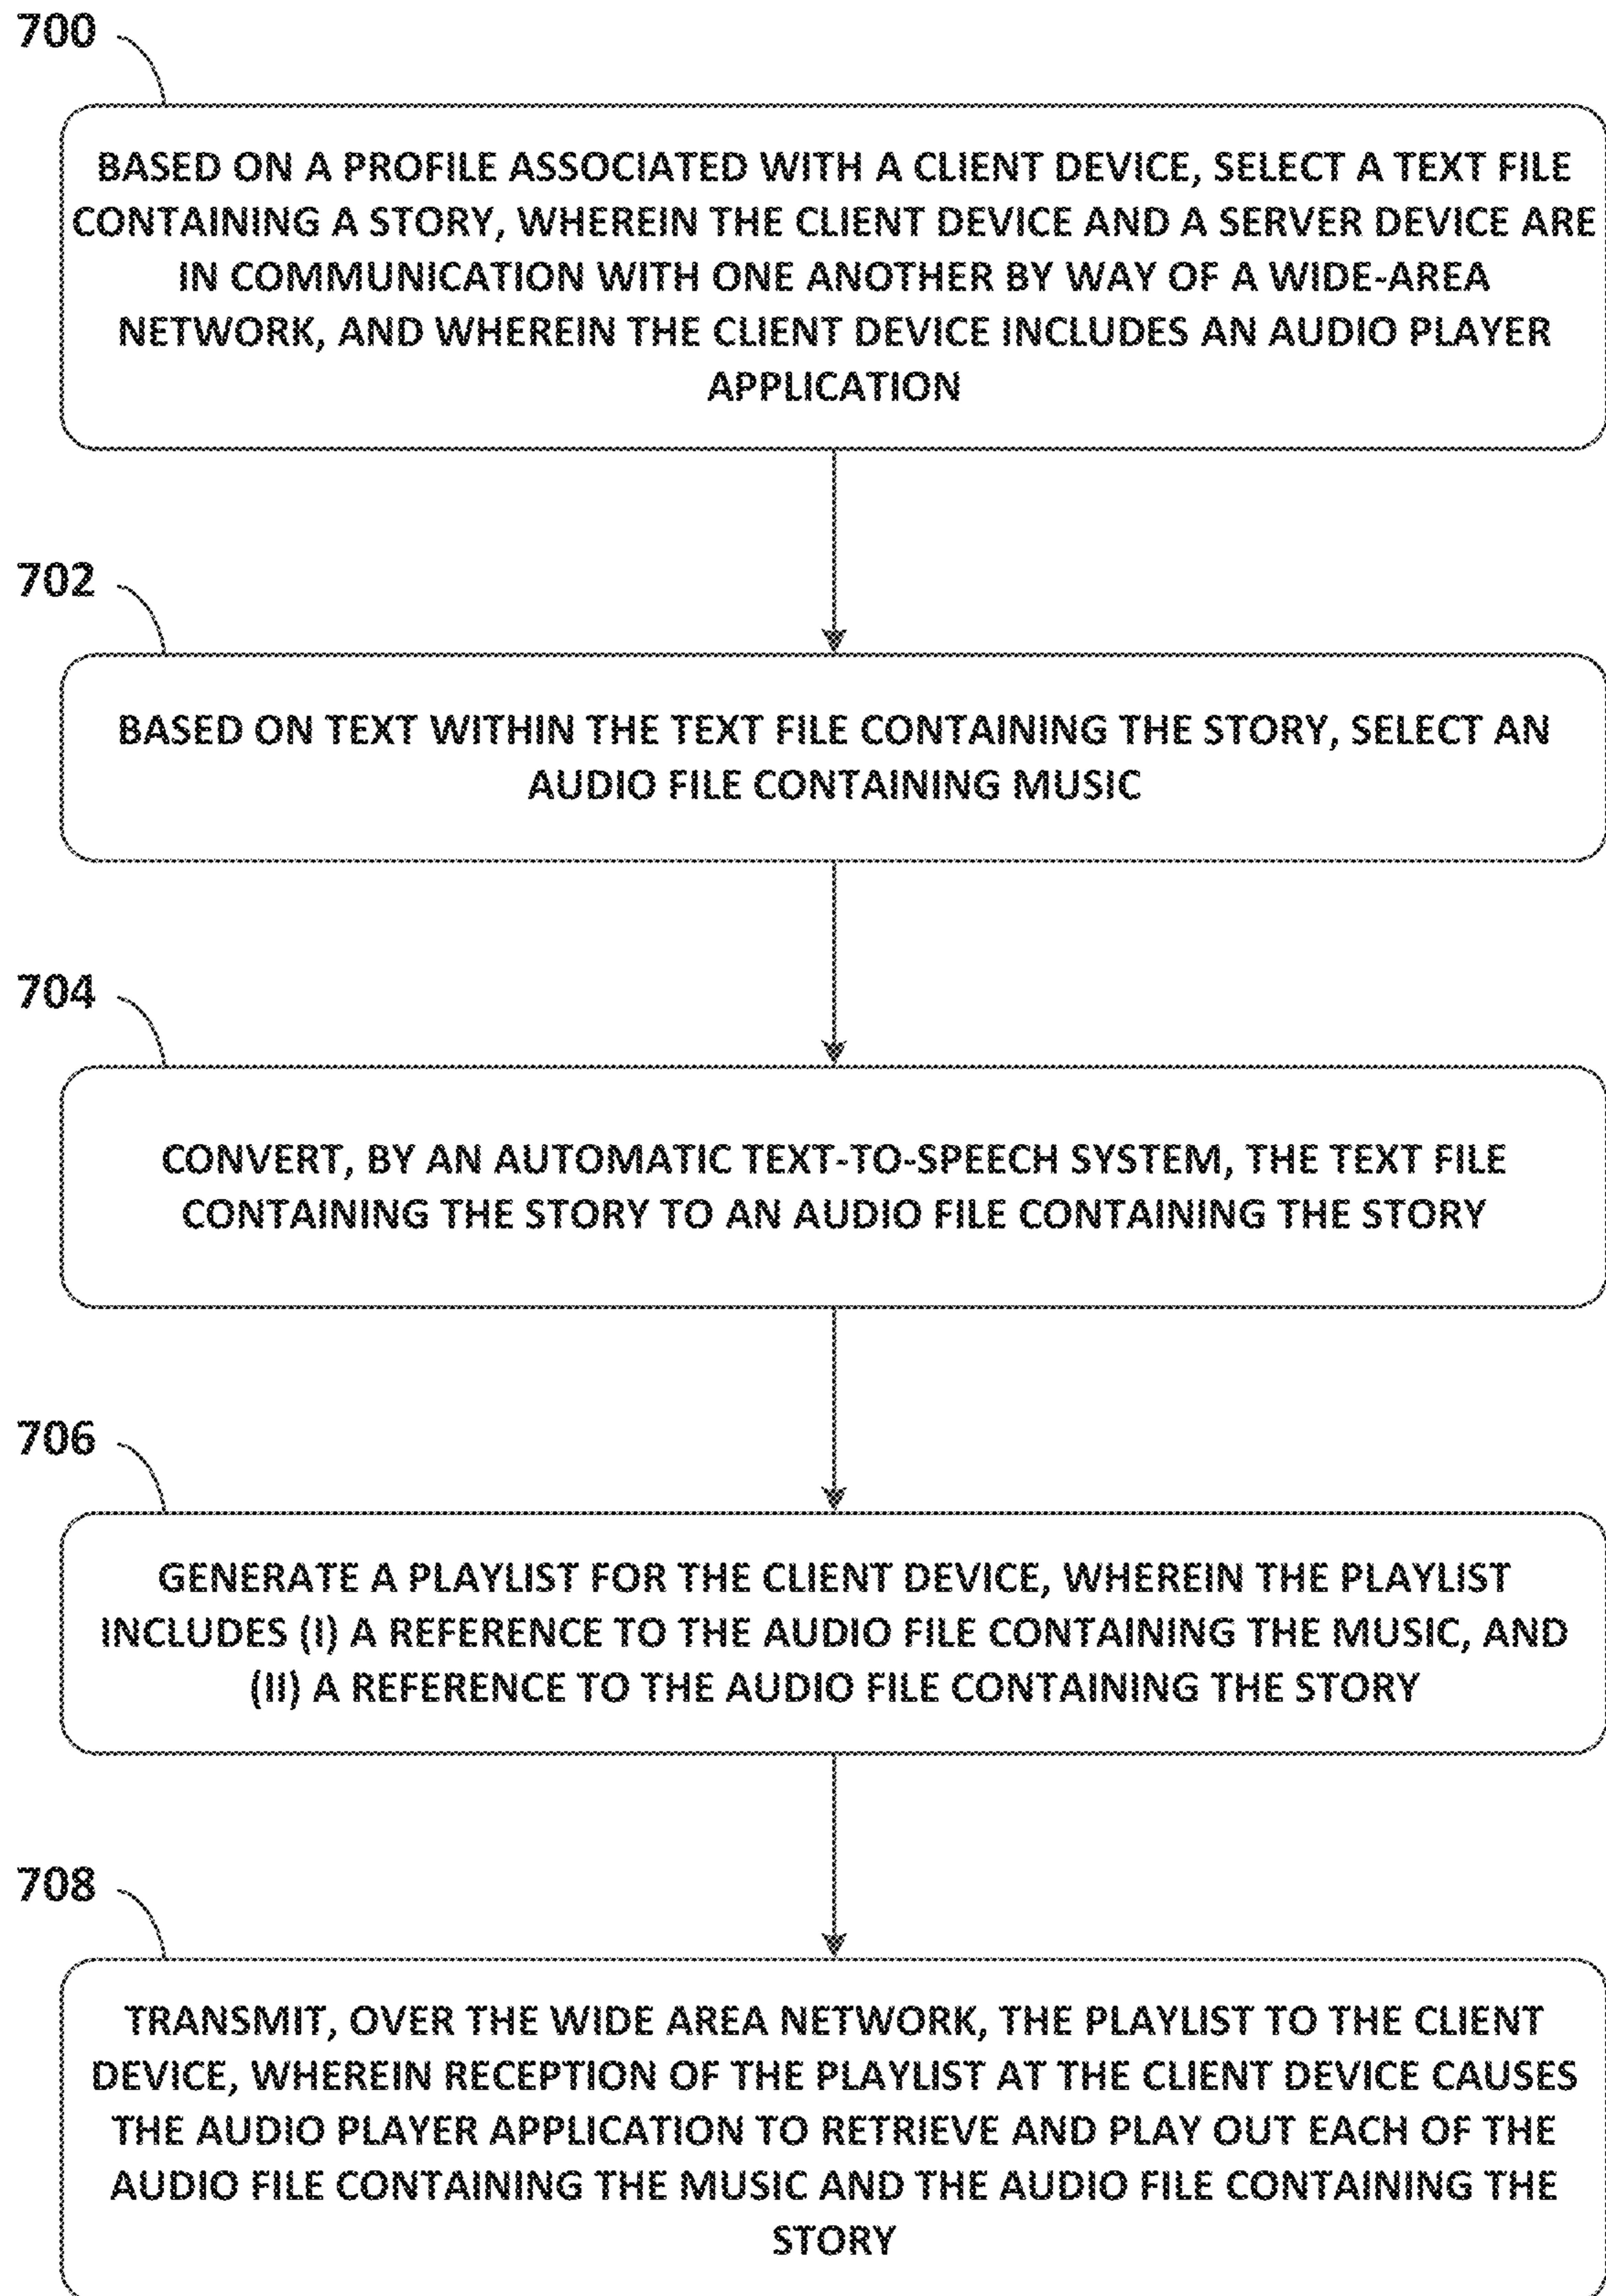 700
BASED ON A PROFILE ASSOCIATED WITH A CLIENT DEVICE, SELECT A TEXT FILE
CONTAINING A STORY, WHEREIN THE CLIENT DEVICE AND A SERVER DEVICE ARE
IN COMMUNICATION WITH ONE ANOTHER BY WAY OF A WIDE-AREA
NETWORK, AND WHEREIN THE CLIENT DEVICE INCLUDES AN AUDIO PLAYER
APPLICATION
702
BASED ON TEXT WITHIN THE TEXT FILE CONTAINING THE STORY, SELECT AN
AUDIO FILE CONTAINING MUSIC
704
CONVERT, BY AN AUTOMATIC TEXT-TO-SPEECH SYSTEM, THE TEXT FILE
CONTAINING THE STORY TO AN AUDIO FILE CONTAINING THE STORY
706
GENERATE A PLAYLIST FOR THE CLIENT DEVICE, WHEREIN THE PLAYLIST
INCLUDES (I) A REFERENCE TO THE AUDIO FILE CONTAINING THE MUSIC, AND
(II) A REFERENCE TO THE AUDIO FILE CONTAINING THE STORY
708
TRANSMIT, OVER THE WIDE AREA NETWORK, THE PLAYLIST TO THE CLIENT
DEVICE, WHEREIN RECEPTION OF THE PLAYLIST AT THE CLIENT DEVICE CAUSES
THE AUDIO PLAYER APPLICATION TO RETRIEVE AND PLAY OUT EACH OF THE
AUDIO FILE CONTAINING THE MUSIC AND THE AUDIO FILE CONTAINING THE
STORY